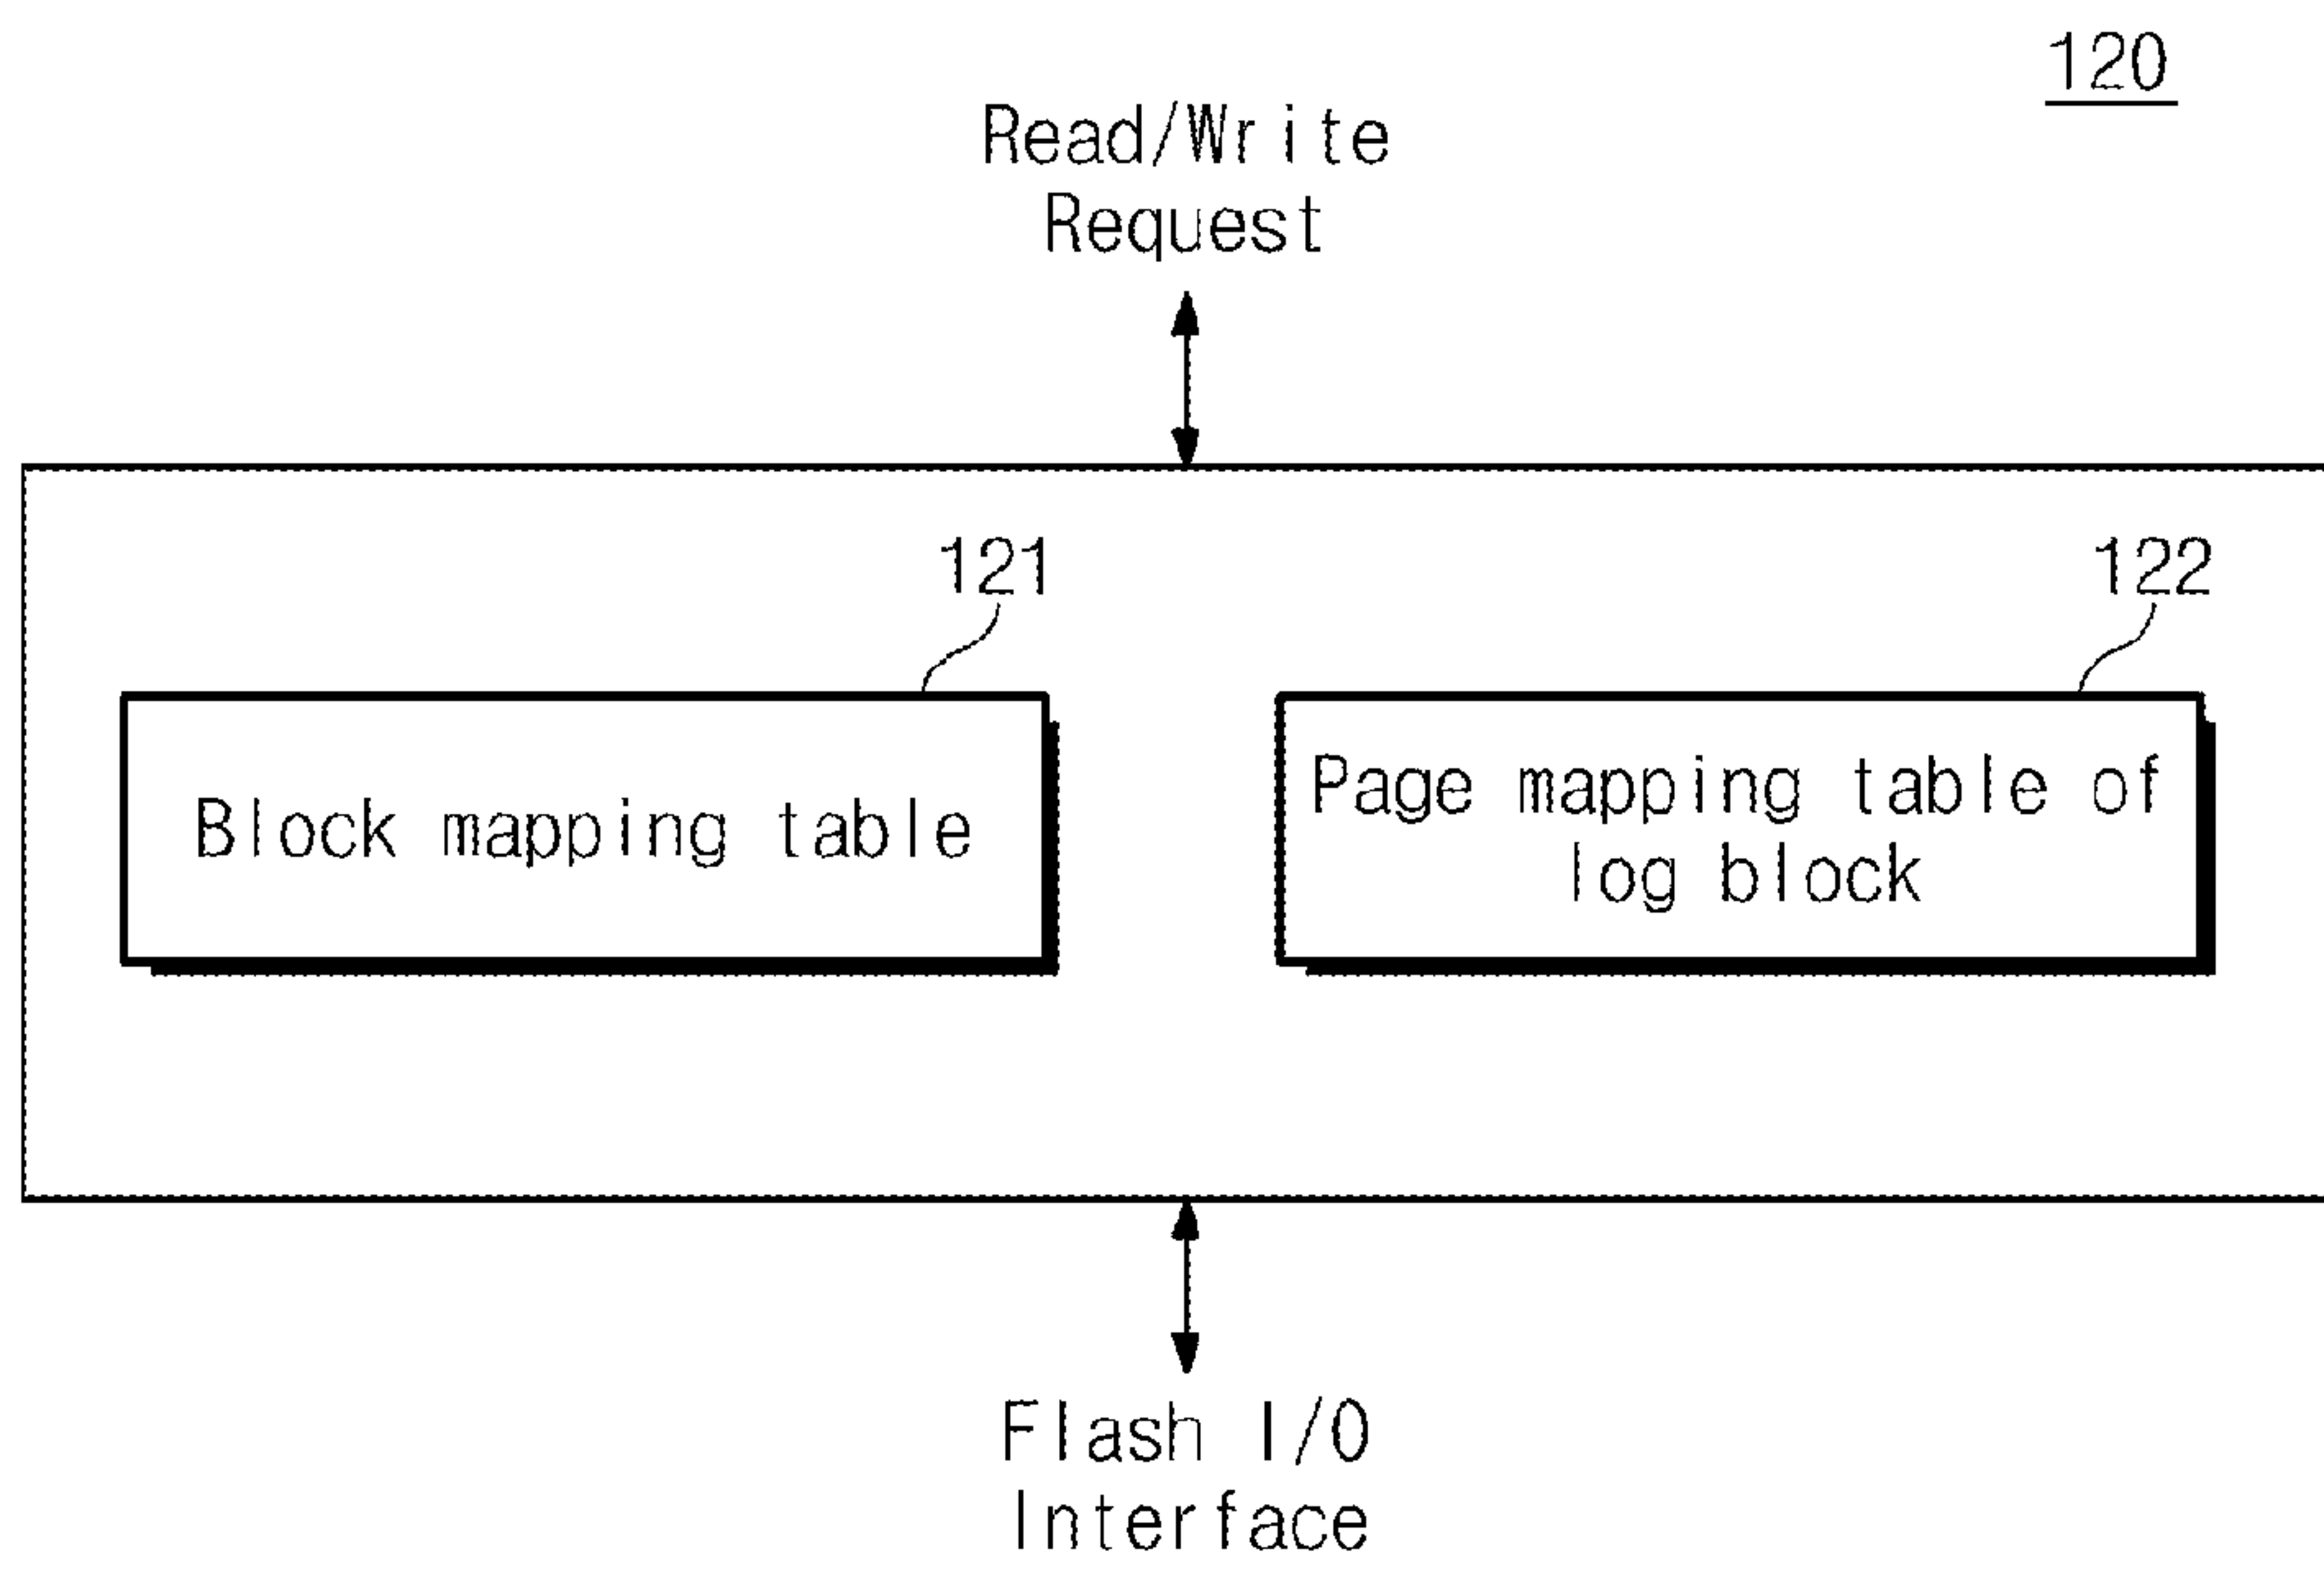 120
Read/Write
Request
121
122
Block mapping table
Page mapping table of
log block
Flash I/O
Interface